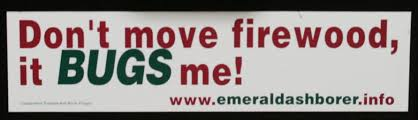 Don't move firewood,
it BUGS me!
www.emeraldashborer.info